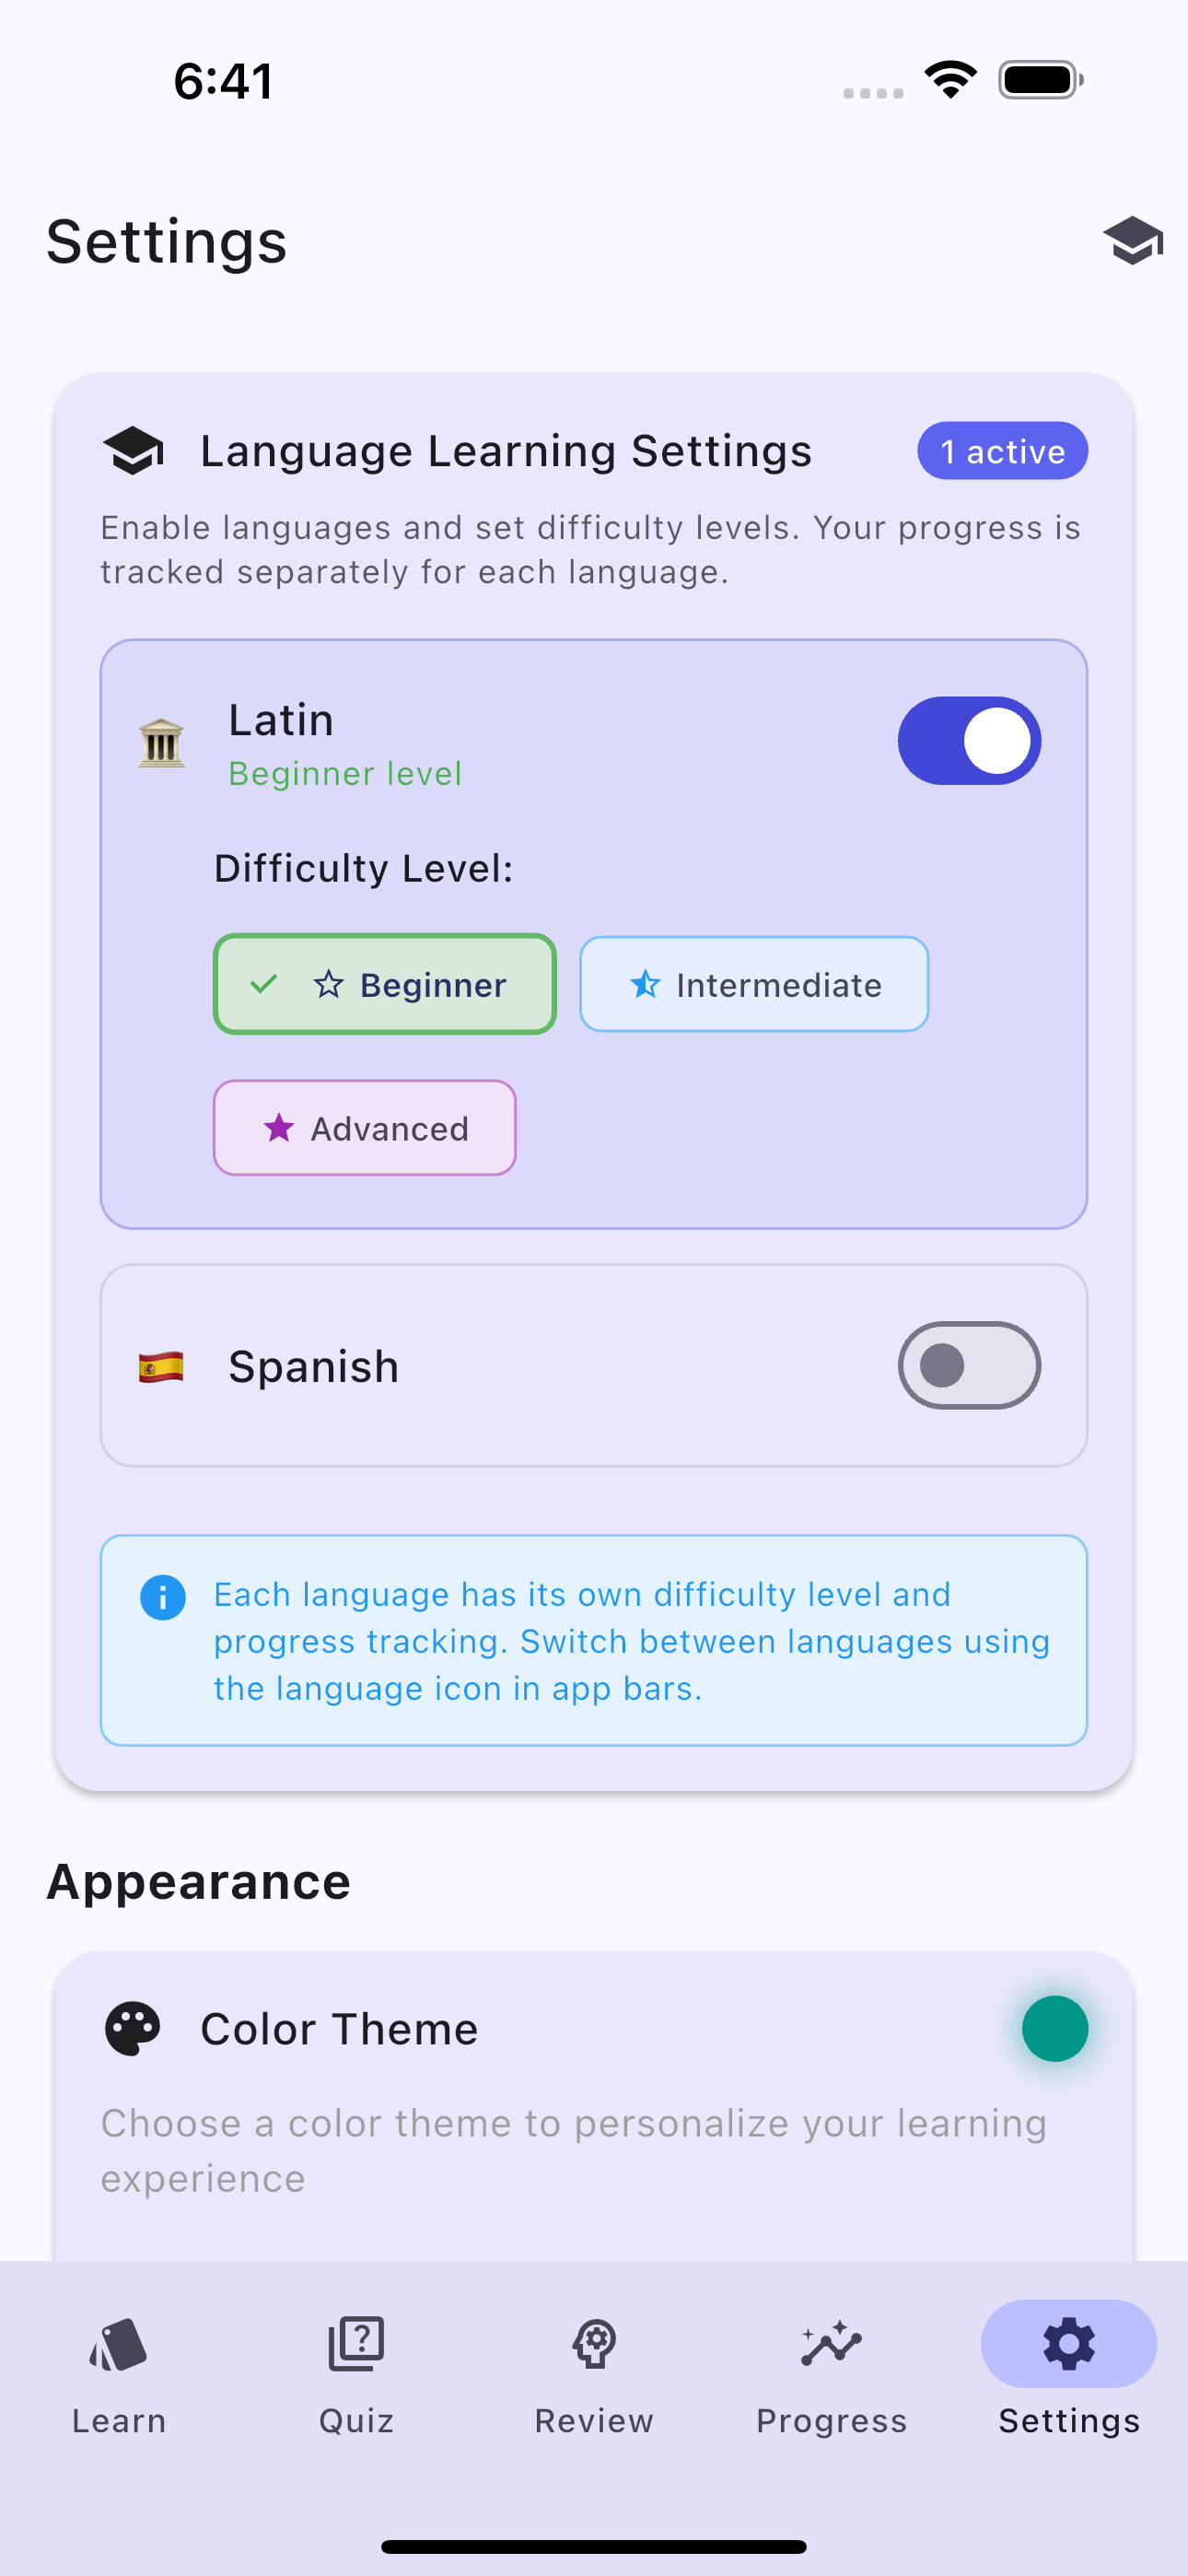 6:41
Settings
Language Learning Settings
1 active
Enable languages and set difficulty levels. Your progress is
tracked separately for each language.
Latin
Beginner level
Difficulty Level:
Beginner
Intermediate
Advanced
Spanish
Each language has its own difficulty level and
progress tracking. Switch between languages using
the language icon in app bars.
Appearance
Color Theme
Choose a color theme to personalize your learning
experience
Learn
Quiz
Review
Progress
Settings